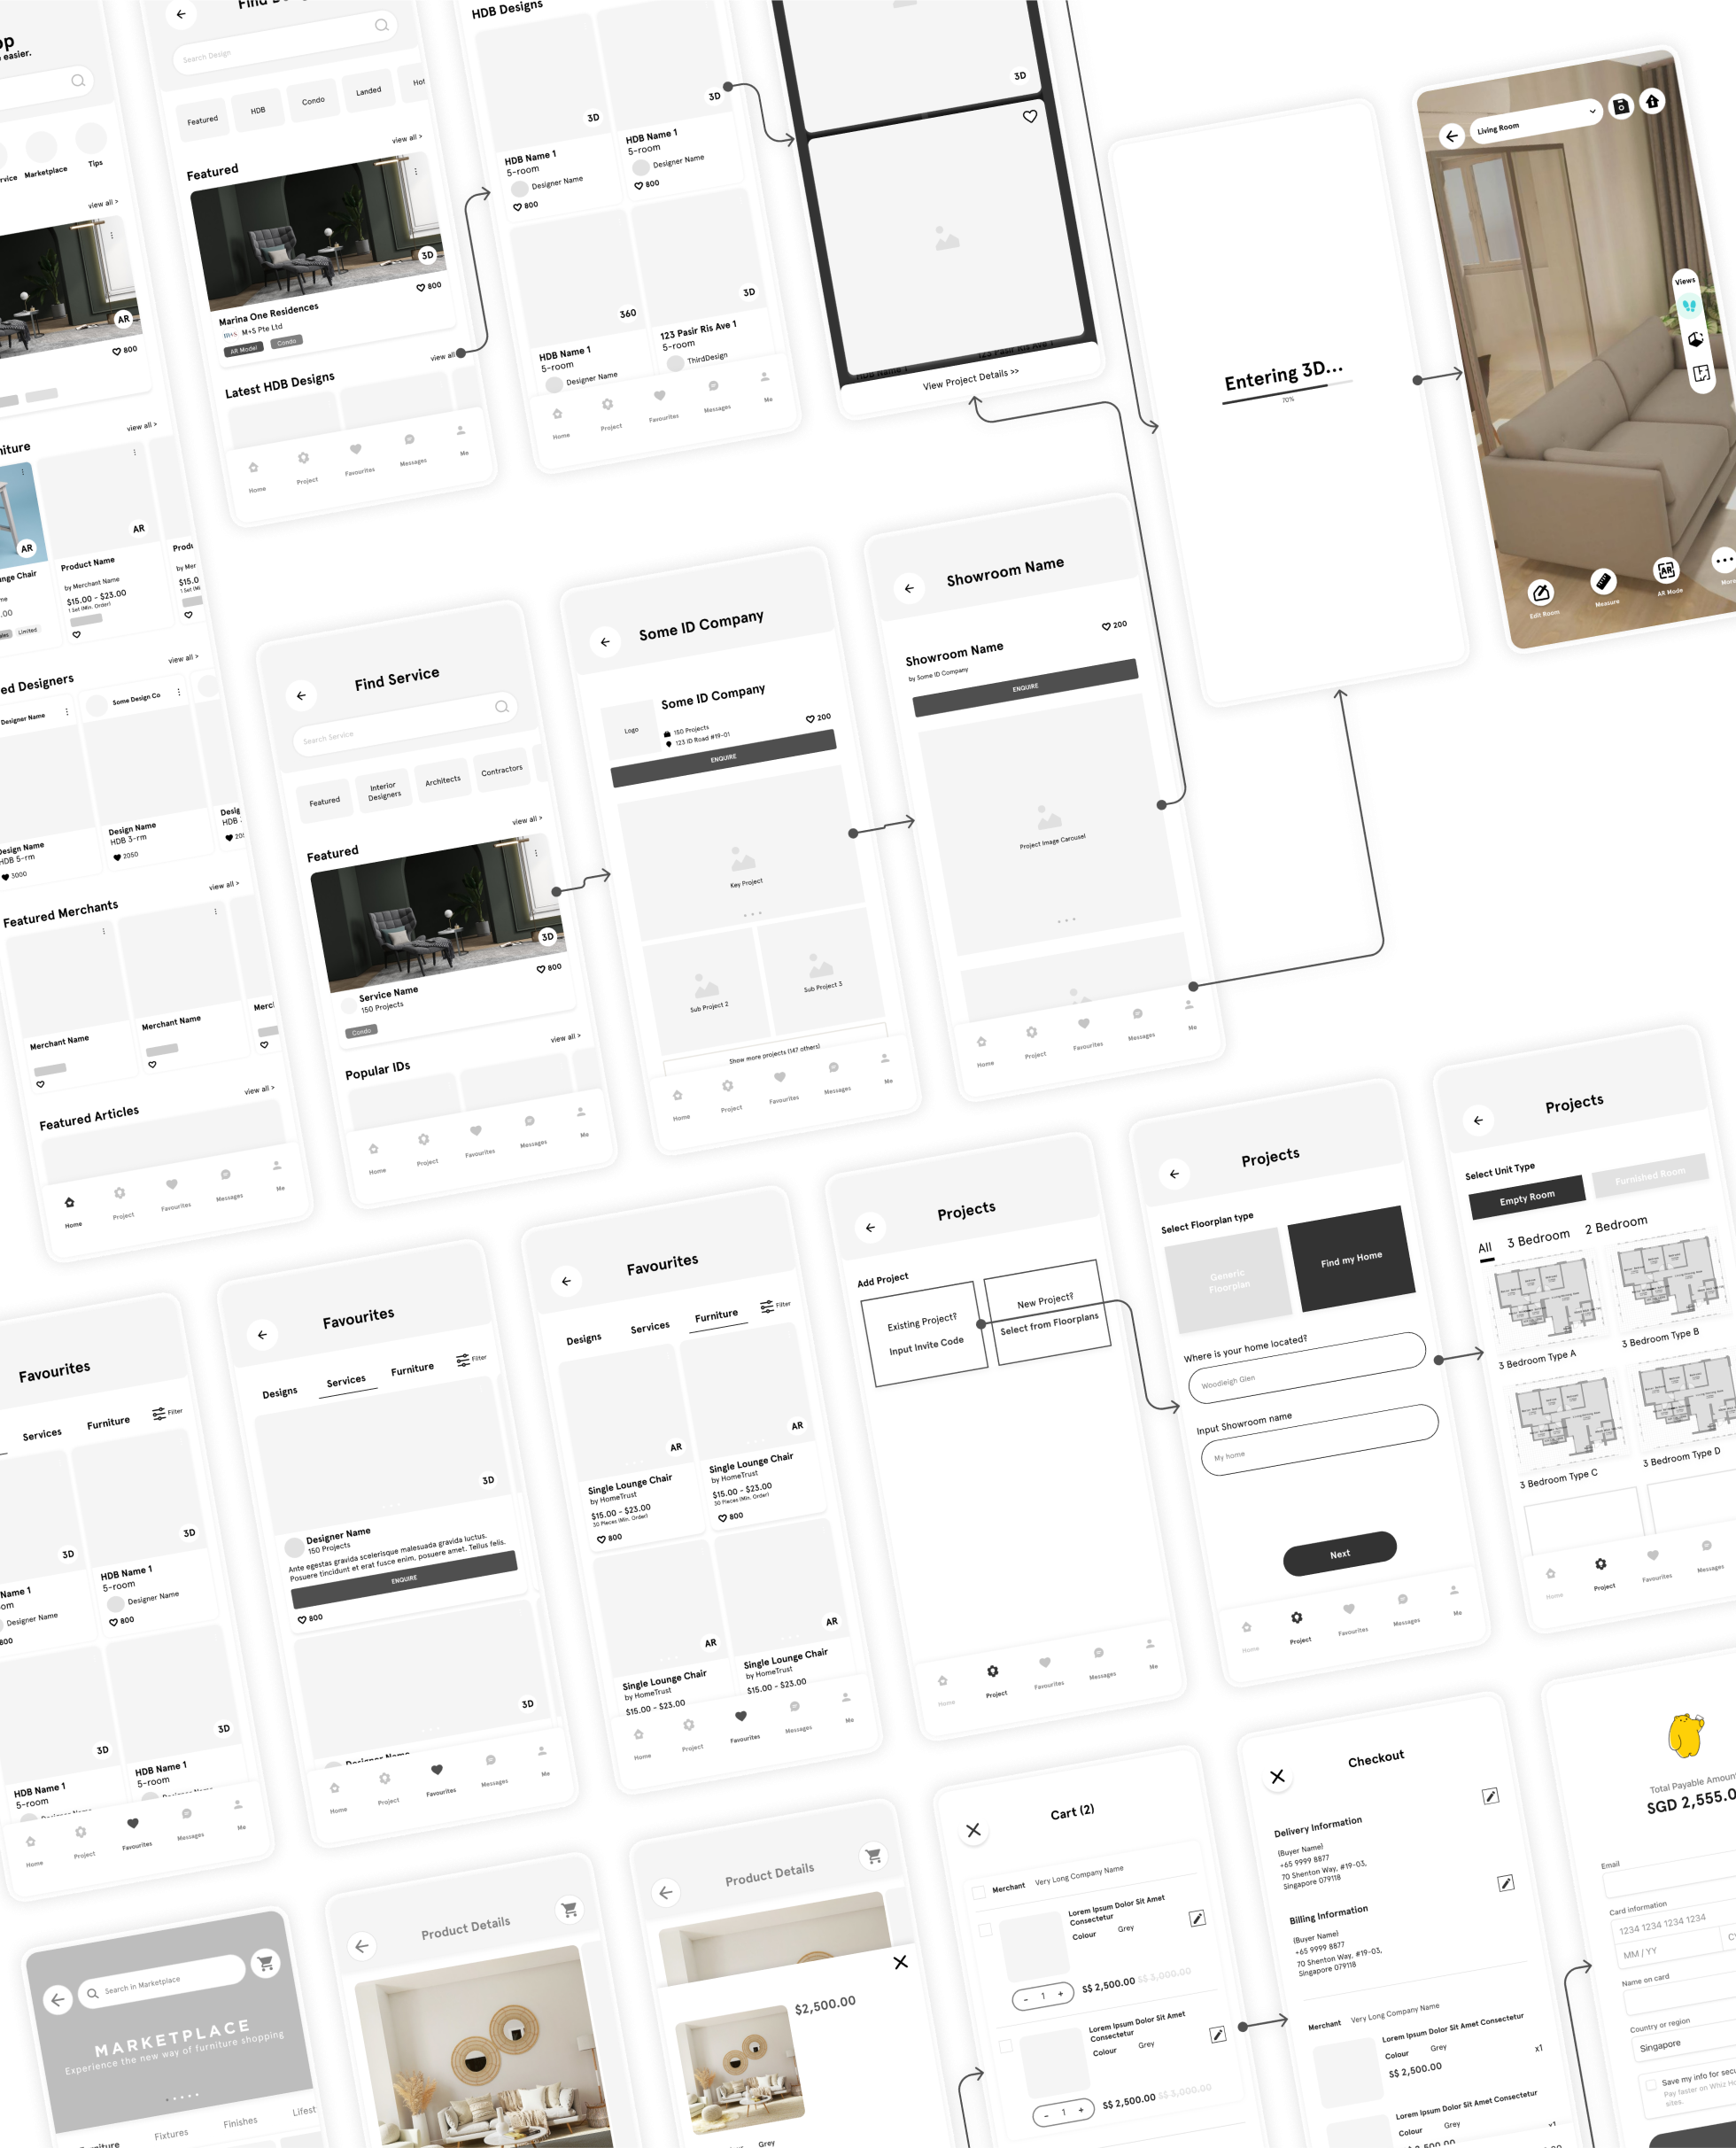 easier.
Marketplace
Tips
view all >
AR
800
view all >
AR
AR
Product Name
by Merchant Name
$15.00 - $23.00
1 Set (Min. Order)
Limited
view all >
Designers
Designer Name
Some Design Co
Design Name
HDB 5-rm
3000
Design Name
HDB 3-rm
2050
view all >
Featured Merchants
Merchant Name
Merchant Name
view all >
Featured Articles
Home
Project
Favourites
Messages
Me
Search Design
Featured
HDB
Condo
Landed
view all >
Featured
3D
Marina One Residences
M+S Pte Ltd
800
AR Model
Condo
view all
Latest HDB Designs
Home
Project
Favourites
Messages
Me
HDB Designs
3D
3D
HDB Name 1
5-room
Designer Name
800
HDB Name 1
5-room
Designer Name
800
360
3D
HDB Name 1
5-room
Designer Name
123 Pasir Ris Ave 1
5-room
ThirdDesign
Home
Project
Favourites
Messages
Me
3D
View Project Details >>
Entering 3D...
70%
Living Room
Views
Edit Room
Measure
AR
AR Mode
More
Find Service
Search Service
Featured
Interior
Designers
Architects
Contractors
view all >
Featured
3D
Service Name
150 Projects
800
Condo
view all >
Popular IDs
Home
Project
Favourites
Messages
Me
Some ID Company
Logo
Some ID Company
150 Projects
123 ID Road #19-01
200
ENQUIRE
Key Project
Sub Project 2
Sub Project 3
Show more projects (147 others)
Home
Project
Favourites
Messages
Me
Showroom Name
Showroom Name
by Some ID Company
200
ENQUIRE
Project Image Carousel
Home
Project
Favourites
Messages
Me
Favourites
Services
Furniture
Filter
3D
3D
HDB Name 1
5-room
Designer Name
800
Designer Name
800
3D
3D
HDB Name 1
5-room
HDB Name 1
5-room
Home
Project
Favourites
Messages
Me
Favourites
Designs
Services
Furniture
Filter
3D
Designer Name
150 Projects
Ante egestas gravida scelerisque malesuada gravida luctus.
Posuere tincidunt et erat fusce enim, posuere amet. Tellus felis.
ENQUIRE
800
3D
Designer Name
Home
Project
Favourites
Messages
Me
Favourites
Designs
Services
Furniture
Filter
AR
AR
Single Lounge Chair
by HomeTrust
$15.00 - $23.00
30 Pieces (Min. Order)
800
Single Lounge Chair
by HomeTrust
$15.00 - $23.00
30 Pieces (Min. Order)
800
AR
AR
Single Lounge Chair
by HomeTrust
$15.00 - $23.00
Single Lounge Chair
by HomeTrust
$15.00 - $23.00
Home
Project
Favourites
Messages
Me
Projects
Add Project
Existing Project?
Input Invite Code
New Project?
Select from Floorplans
Home
Project
Favourites
Messages
Me
Projects
Select Floorplan type
Generic
Floorplan
Find my Home
Where is your home located?
Woodleigh Glen
Input Showroom name
My home
Next
Home
Project
Favourites
Messages
Me
Projects
Select Unit Type
Empty Room
Furnished Room
All
3 Bedroom
2 Bedroom
3 Bedroom Type A
3 Bedroom Type B
3 Bedroom Type C
3 Bedroom Type D
Home
Project
Favourites
Messages
Search in Marketplace
MARKETPLACE
Experience the new way of furniture shopping
Fixtures
Finishes
Product Details
Product Details
$2,500.00
Grey
Cart (2)
Merchant
Very Long Company Name
Lorem Ipsum Dolor Sit Amet
Consectetur
Colour
Grey
- 1 +
S$ 2,500.00 S$ 3,000.00
Lorem Ipsum Dolor Sit Amet
Consectetur
Colour
Grey
- 1 +
S$ 2,500.00 S$ 3,000.00
Checkout
Delivery Information
(Buyer Name)
+65 9999 8877
70 Shenton Way, #19-03,
Singapore 079118
Billing Information
(Buyer Name)
+65 9999 8877
70 Shenton Way, #19-03,
Singapore 079118
Merchant
Very Long Company Name
Lorem Ipsum Dolor Sit Amet Consectetur
Colour
Grey
S$ 2,500.00
x1
Lorem Ipsum Dolor Sit Amet Consectetur
Colour
Grey
Total Payable Amount
SGD 2,555.0
Email
Card information
1234 1234 1234 1234
MM / YY
Name on card
Country or region
Singapore
Save my info for
Pay faster on
sites.